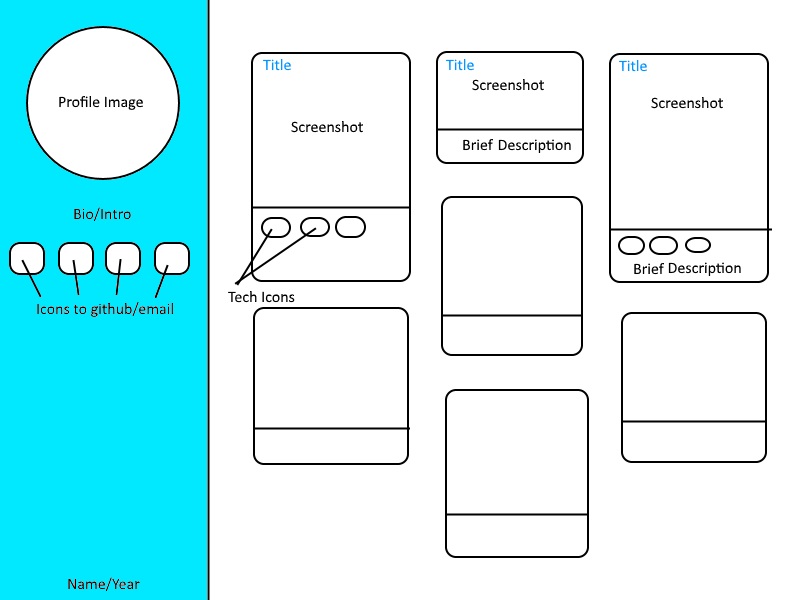 Profile Image
Bio/Intro
Icons to github/email
Name/Year
Title
Screenshot
Tech Icons
Title
Screenshot
Brief Description
Title
Screenshot
Brief Description